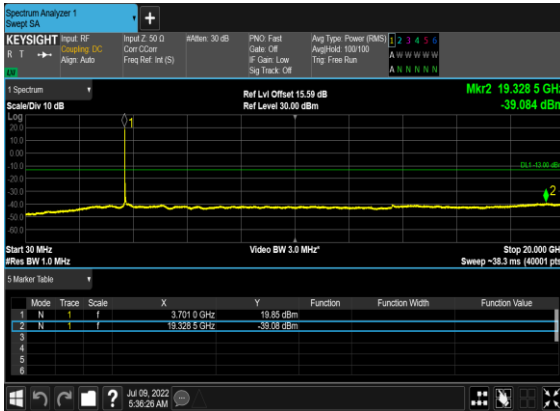 Spectrum Analyzer 1
Swept SA
KEYSIGHT
R T
Input: RF
Coupling: DC
Align: Auto
Input Z: 50 Ω
Corr CCorr
Freq Ref: Int (S)
#Atten: 30 dB
PNO: Fast
Gate: Off
IF Gain: Low
Sig Track: Off
Avg Type: Power (RMS)
Avg|Hold: 100/100
Trig: Free Run
1 2 3 4 5 6
A W W W W W
A N N N N N
1 Spectrum
Scale/Div 10 dB
Ref Lvl Offset 15.59 dB
Ref Level 30.00 dBm
Mkr2 19.328 5 GHz
-39.084 dBm
Log
20.0
10.0
0.00
-10.0
-20.0
-30.0
-40.0
-50.0
-60.0
1
DL1 -13.00 dBm
2
Start 30 MHz
#Res BW 1.0 MHz
Video BW 3.0 MHz*
Stop 20.000 GH
Sweep ~38.3 ms (40001 pts
5 Marker Table
Mode Trace Scale X Y Function Function Width Function Value
1 N 1 f 3.701 0 GHz 19.85 dBm
2 N 1 f 19.328 5 GHz -39.08 dBm
3
4
5
6
?
Jul 09, 2022
5:36:26 AM